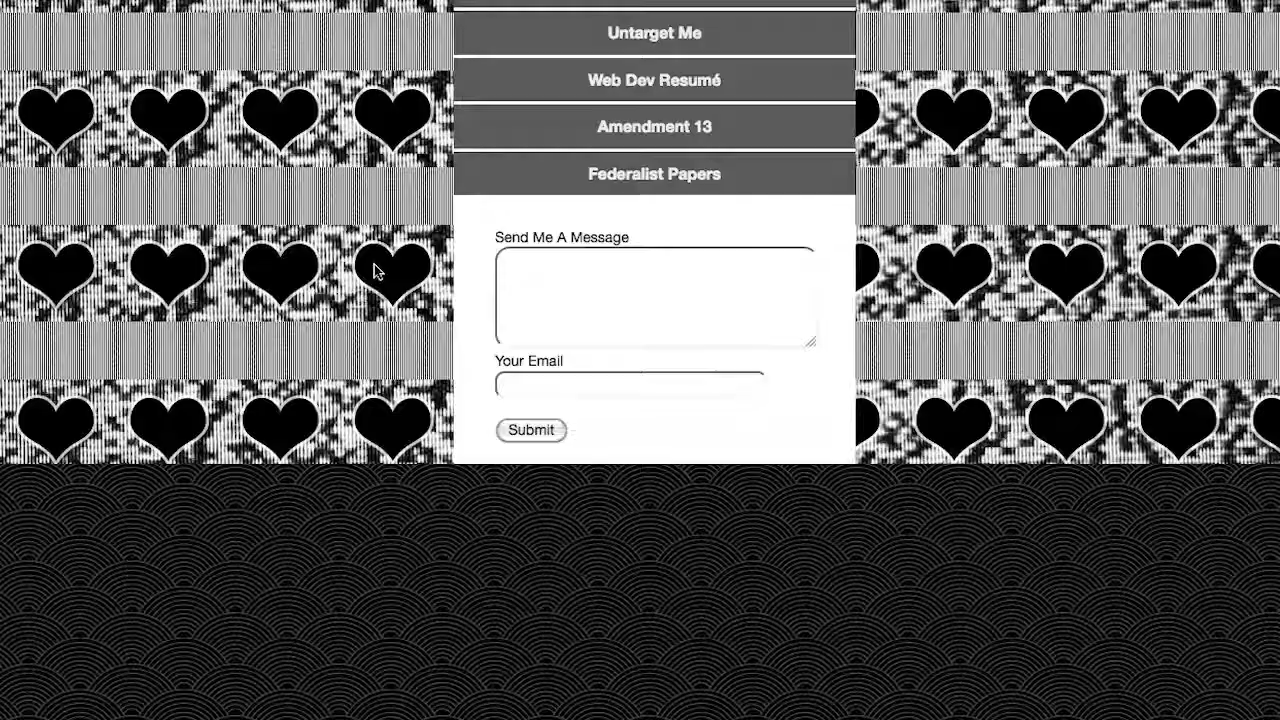 Untarget Me
Web Dev Resumé
Amendment 13
Federalist Papers
Send Me A Message
Your Email
Submit